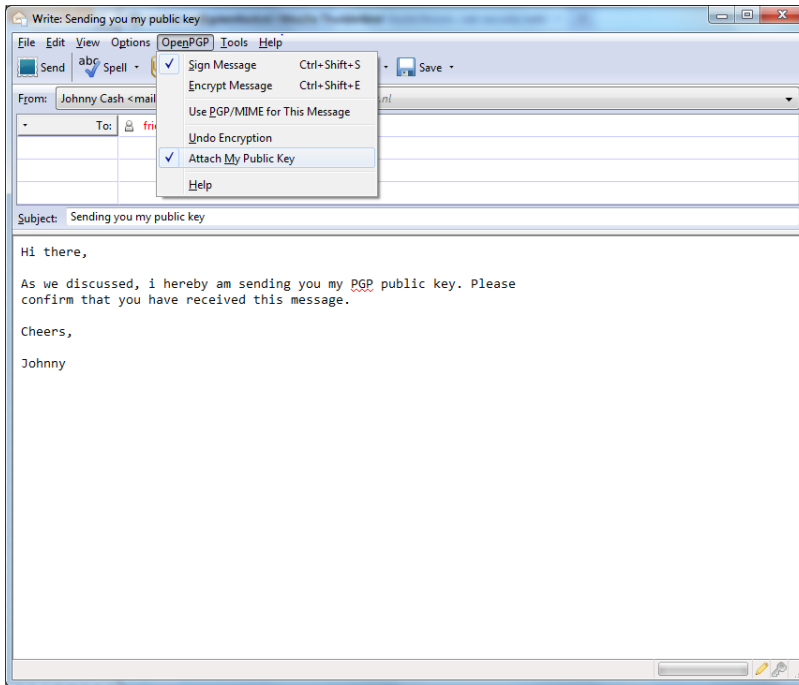 Write: Sending you my public key
File Edit View Options OpenPGP Tools Help
Send Spell Save
Sign Message Ctrl+Shift+S
Encrypt Message Ctrl+Shift+E
Use PGP/MIME for This Message
Undo Encryption
Attach My Public Key
Help
From: Johnny Cash <mail .nl
To: frie
Subject: Sending you my public key
Hi there,
As we discussed, i hereby am sending you my PGP public key. Please
confirm that you have received this message.
Cheers,
Johnny